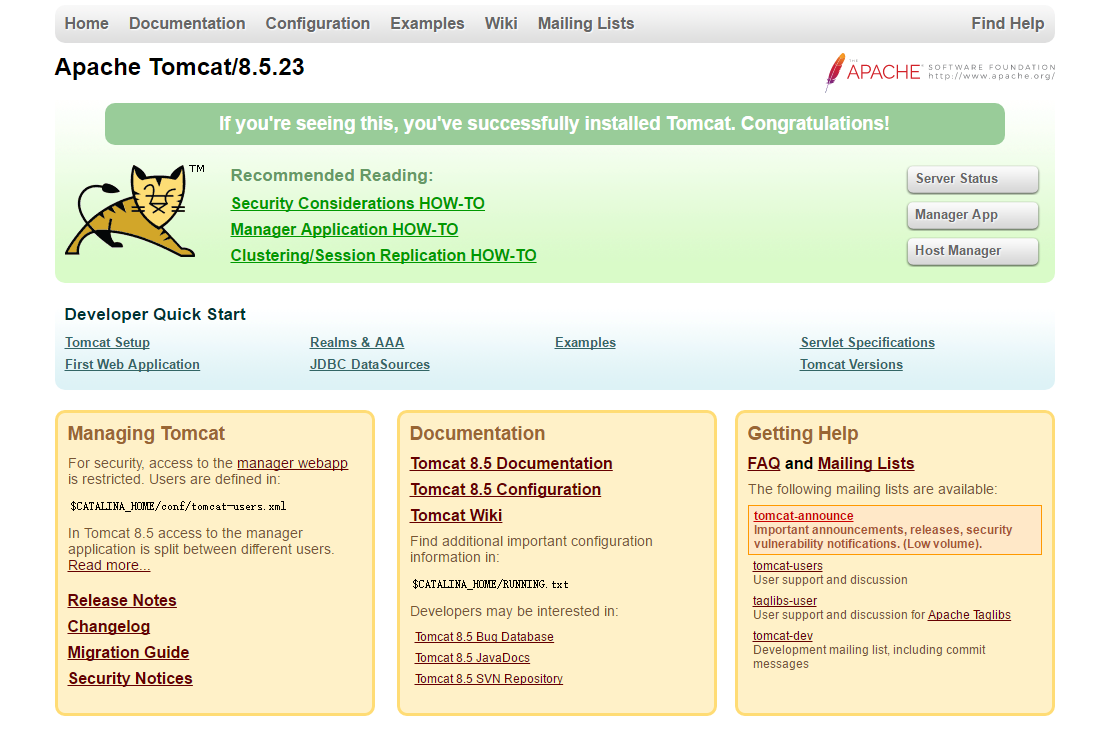 Home Documentation Configuration Examples Wiki Mailing Lists Find Help
Apache Tomcat/8.5.23
THE
APACHE
SOFTWARE FOUNDATION
http://www.apache.org/
If you're seeing this, you've successfully installed Tomcat. Congratulations!
TM
Recommended Reading:
Security Considerations HOW-TO
Manager Application HOW-TO
Clustering/Session Replication HOW-TO
Server Status
Manager App
Host Manager
Developer Quick Start
Tomcat Setup
First Web Application
Realms & AAA
JDBC DataSources
Examples
Servlet Specifications
Tomcat Versions
Managing Tomcat
For security, access to the manager webapp
is restricted. Users are defined in:
$CATALINA_HOME/conf/tomcat-users.xml
In Tomcat 8.5 access to the manager
application is split between different users.
Read more...
Release Notes
Changelog
Migration Guide
Security Notices
Documentation
Tomcat 8.5 Documentation
Tomcat 8.5 Configuration
Tomcat Wiki
Find additional important configuration
information in:
$CATALINA_HOME/RUNNING.txt
Developers may be interested in:
Tomcat 8.5 Bug Database
Tomcat 8.5 JavaDocs
Tomcat 8.5 SVN Repository
Getting Help
FAQ and Mailing Lists
The following mailing lists are available:
tomcat-announce
Important announcements, releases, security
vulnerability notifications. (Low volume).
tomcat-users
User support and discussion
taglibs-user
User support and discussion for Apache Taglibs
tomcat-dev
Development mailing list, including commit
messages